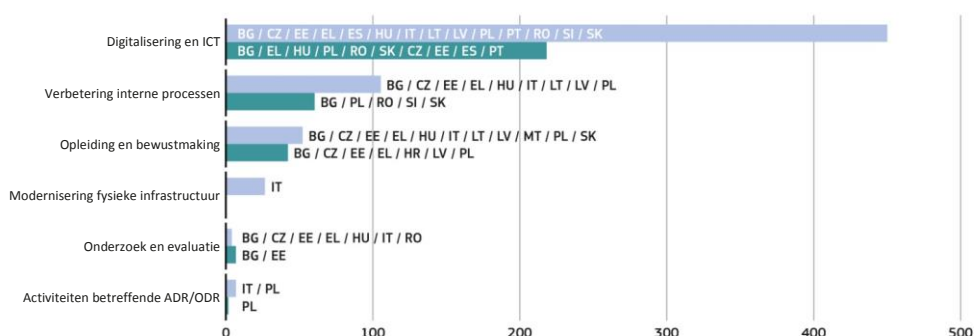 Digitalisering en ICT
BG / CZ / EE / EL / ES / HU / IT / LT / LV / PL / PT / RO / SI / SK
BG / EL / HU / PL / RO / SK / CZ / EE / ES / PT
Verbetering interne processen
BG / CZ / EE / EL / HU / IT / LT / LV / PL
BG / PL / RO / SI / SK
Opleiding en bewustmaking
BG / CZ / EE / EL / HU / IT / LT / LV / MT / PL / SK
BG / CZ / EE / EL / HR / LV / PL
Modernisering fysieke infrastructuur
IT
Onderzoek en evaluatie
BG / CZ / EE / EL / HU / IT / RO
BG / EE
Activiteiten betreffende ADR/ODR
IT / PL
PL
0 100 200 300 400 500